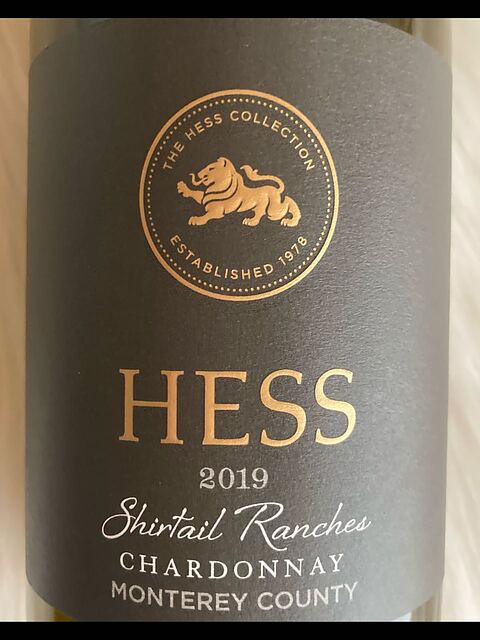 THE HESS COLLECTION
ESTABLISHED 1978
HESS
2019
Shirtail Ranches
CHARDONNAY
MONTEREY COUNTY